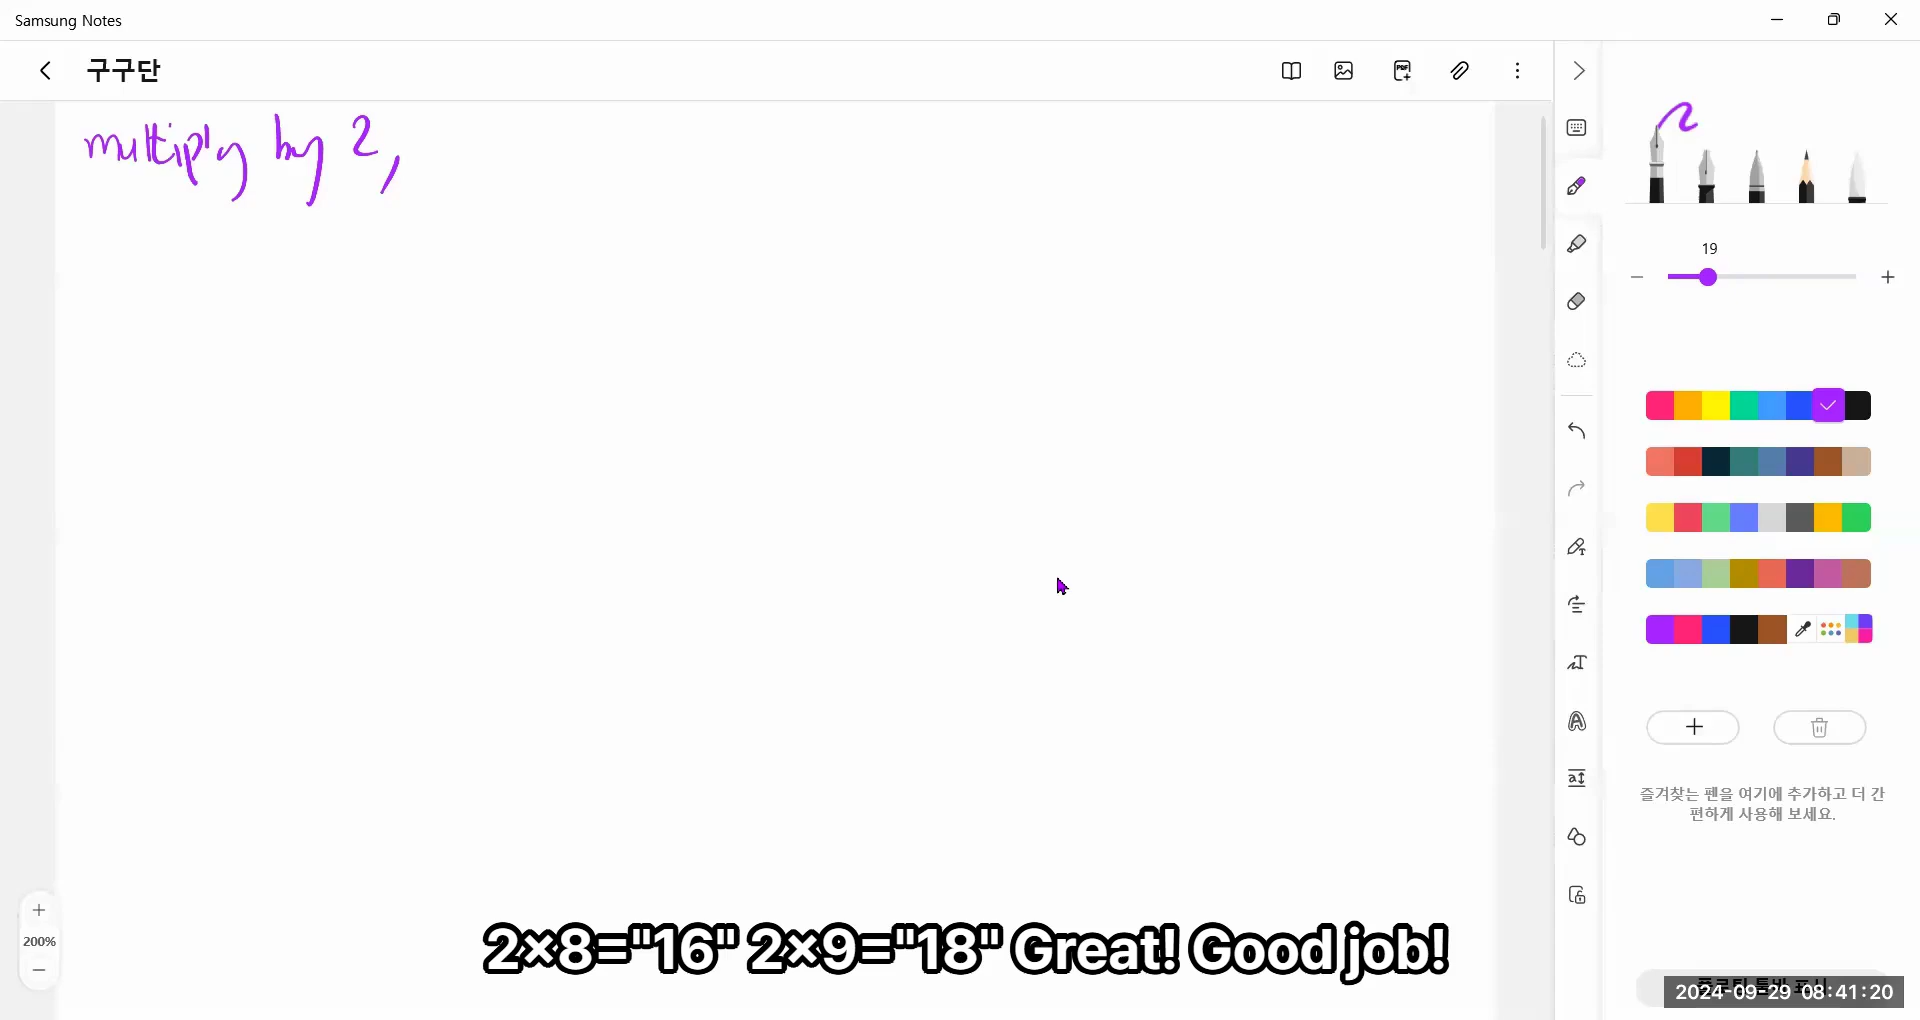 Samsung Notes
구구단
PDF
multiply by 2,
19
즐겨찾는 펜을 여기에 추가하고 더 간
편하게 사용해 보세요.
200%
2×8="16" 2×9="18" Great! Good job!
2024-09-29 08:41:20